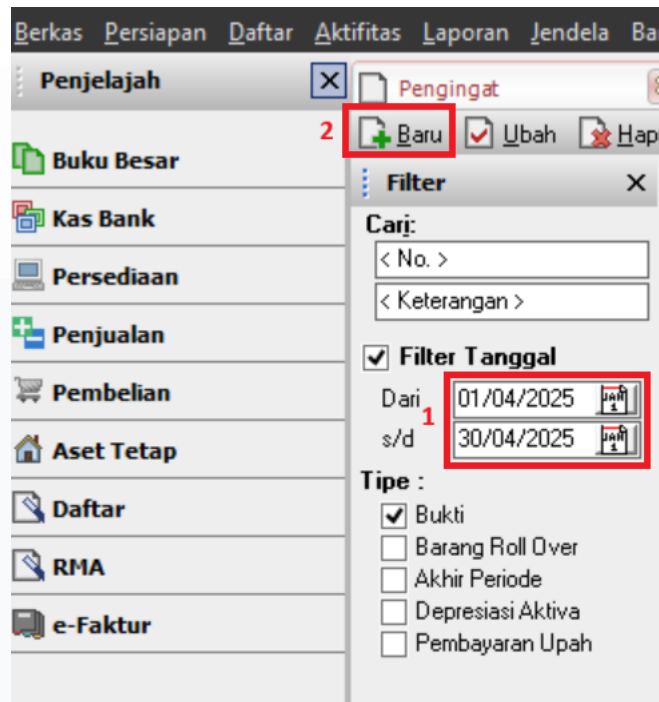 Berkas Persiapan Daftar Aktifitas Laporan Jendela
Penjelajah
Pengingat
2
Baru Ubah
Buku Besar
Filter
Kas Bank
Cari:
< No. >
Persediaan
< Keterangan >
Penjualan
Filter Tanggal
Pembelian
Dari 01/04/2025
1
Aset Tetap
s/d 30/04/2025
Tipe :
Daftar
Bukti
Barang Roll Over
RMA
Akhir Periode
Depresiasi Aktiva
e-Faktur
Pembayaran Upah